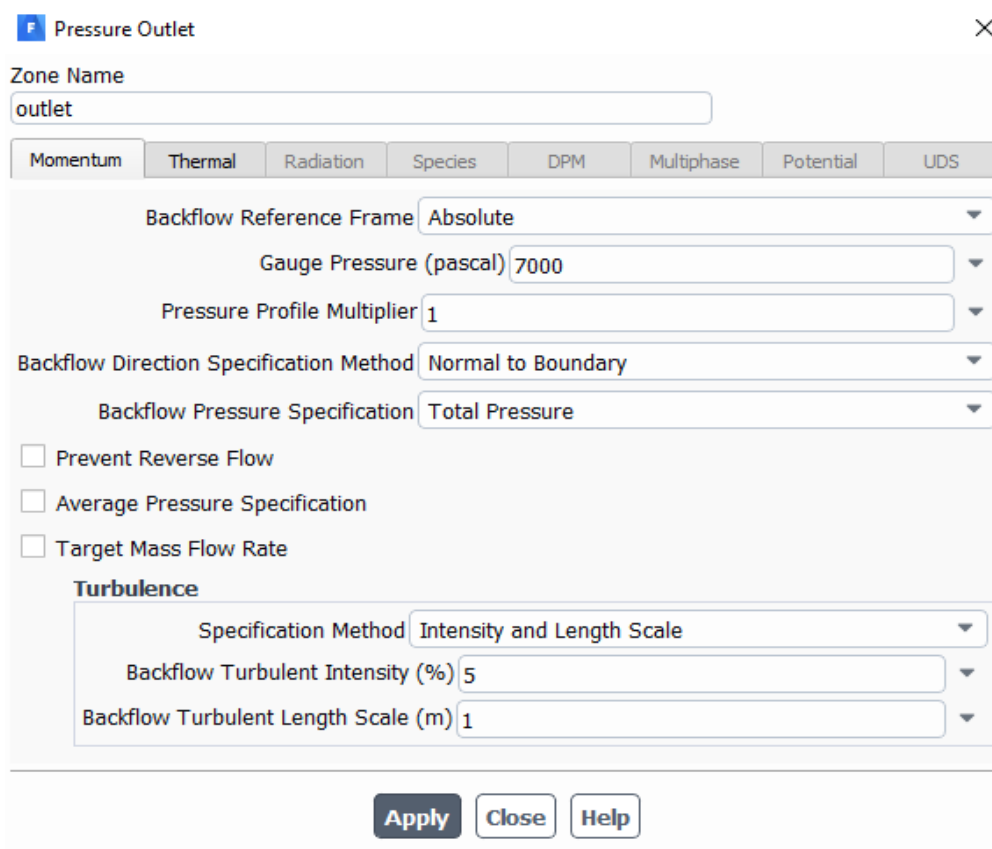 F Pressure Outlet
Zone Name
outlet
Momentum Thermal Radiation Species DPM Multiphase Potential UDS
Backflow Reference Frame Absolute
Gauge Pressure (pascal) 7000
Pressure Profile Multiplier 1
Backflow Direction Specification Method Normal to Boundary
Backflow Pressure Specification Total Pressure
Prevent Reverse Flow
Average Pressure Specification
Target Mass Flow Rate
Turbulence
Specification Method Intensity and Length Scale
Backflow Turbulent Intensity (%) 5
Backflow Turbulent Length Scale (m) 1
Apply Close Help